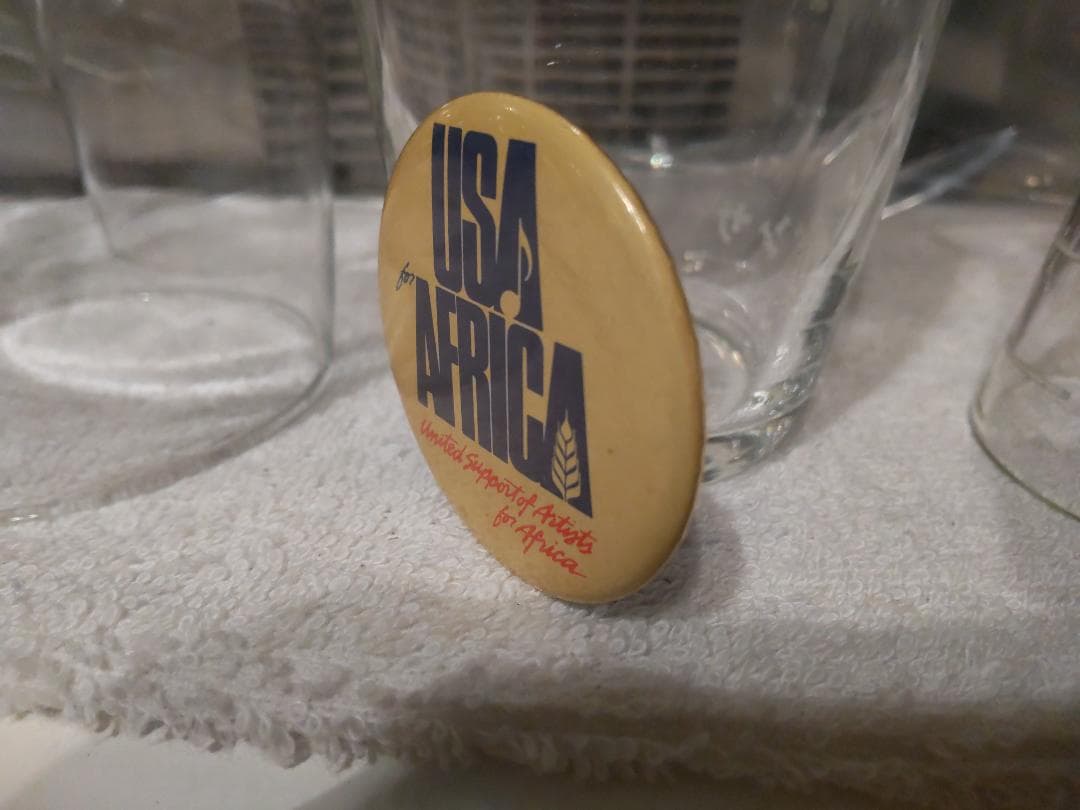 USA
for
AFRICA
United Support of Artists
for Africa